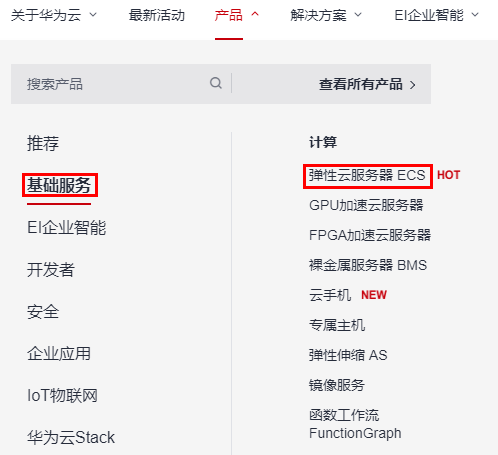 关于华为云 最新活动 产品 解决方案 EI企业智能
搜索产品 查看所有产品
推荐
基础服务
EI企业智能
开发者
安全
企业应用
IoT物联网
华为云Stack
计算
弹性云服务器 ECS HOT
GPU加速云服务器
FPGA加速云服务器
裸金属服务器 BMS
云手机 NEW
专属主机
弹性伸缩 AS
镜像服务
函数工作流
FunctionGraph